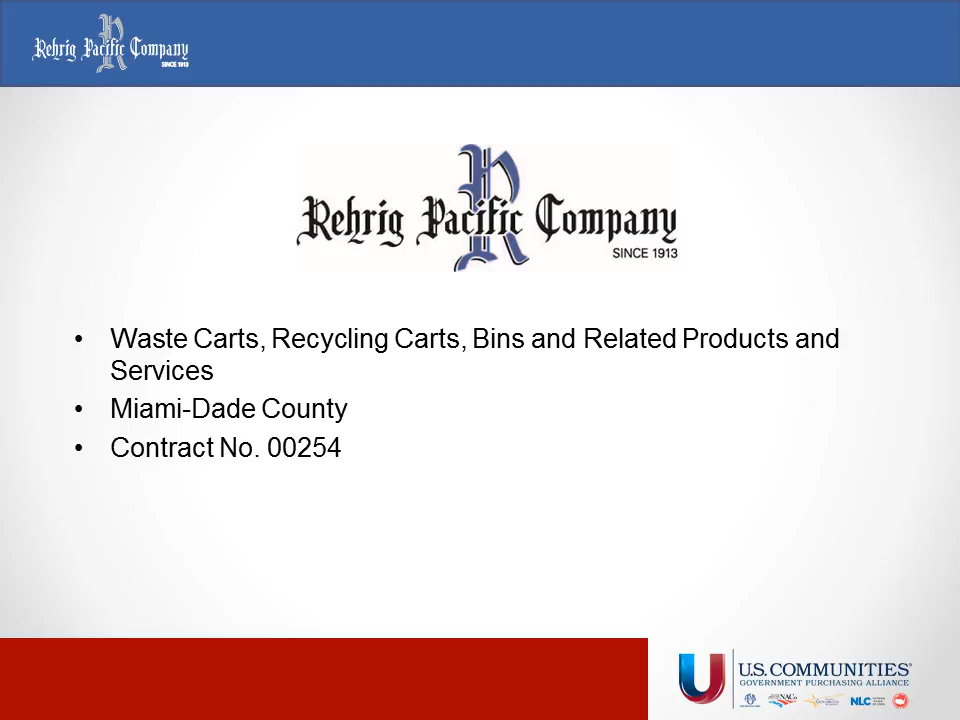 Rehrig Pacific Company
SINCE 1913
R
Rehrig Pacific Company
SINCE 1913
• Waste Carts, Recycling Carts, Bins and Related Products and
Services
• Miami-Dade County
• Contract No. 00254
U.S. COMMUNITIES®
GOVERNMENT PURCHASING ALLIANCE
NACo
NLC